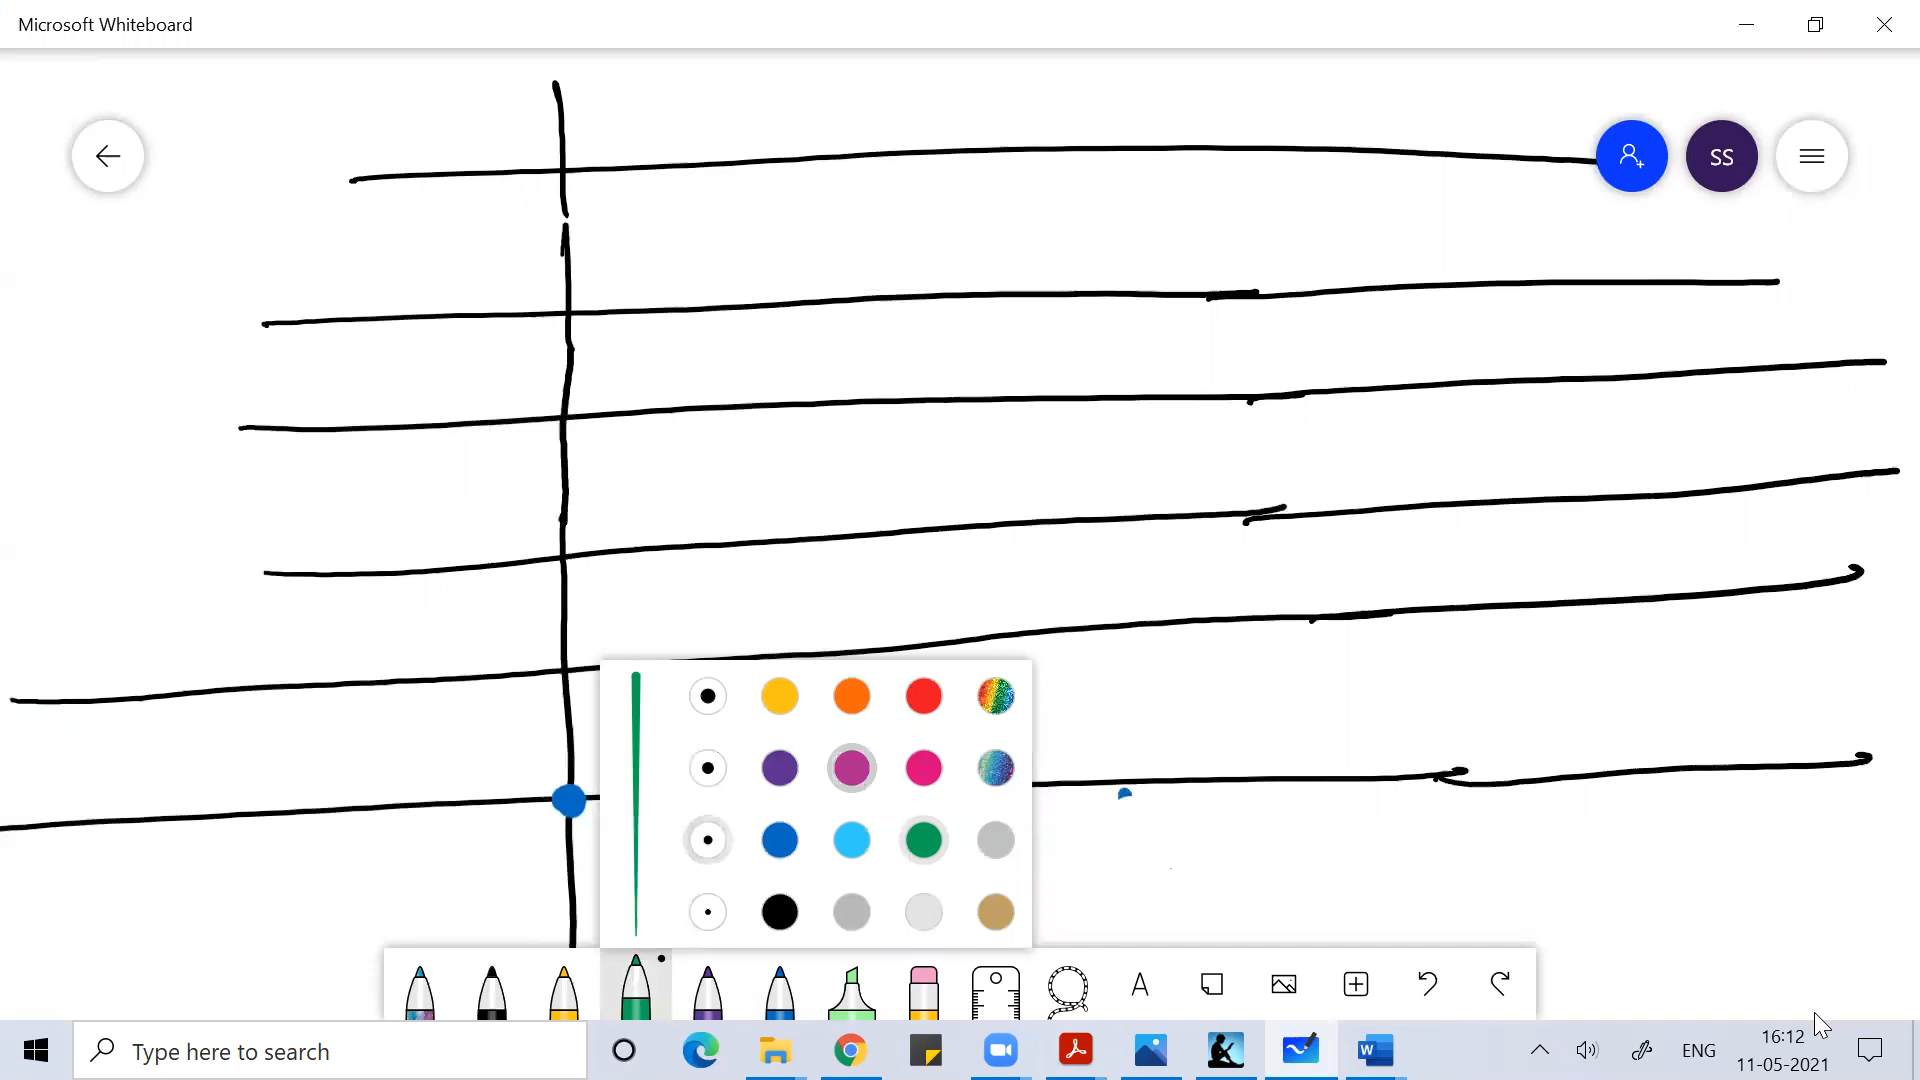 Microsoft Whiteboard
SS
A
Type here to search
ENG
16:12
11-05-2021